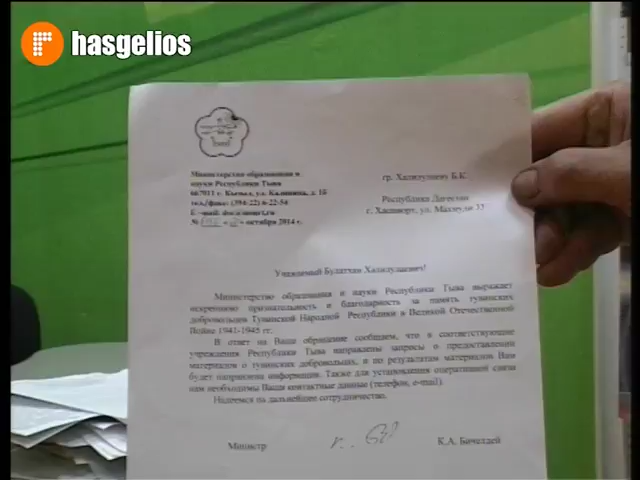 hasgelios
Министерство образования и
науки Республики Тыва
667011 г. Кызыл, ул. Калинина, д. 1Б
тел./факс: (394-22) 6-22-54
E-mail:
октября 2014 г.
гр. Халидулаеву Б.К.
Республика Дагестан
г. Хасавюрт, ул.
Уважаемый Булатхан Халидулаевич!
Министерство образования и науки Республики Тыва выражает
искреннюю признательность и благодарность за память тувинских
добровольцев Тувинской Народной Республики в Великой Отечественной
Войне 1941-1945 гг.
В ответ на Ваше обращение сообщаем, что в соответствующие
учреждения Республики Тыва направлены запросы о предоставлении
материалов о тувинских добровольцах, и по результатам материалов Вам
будет направлена информация. Также для установления оперативной связи
нам необходимы Ваши контактные данные (телефон, e-mail).
Надеемся на дальнейшее сотрудничество.
Министр
К.А. Бичелдей